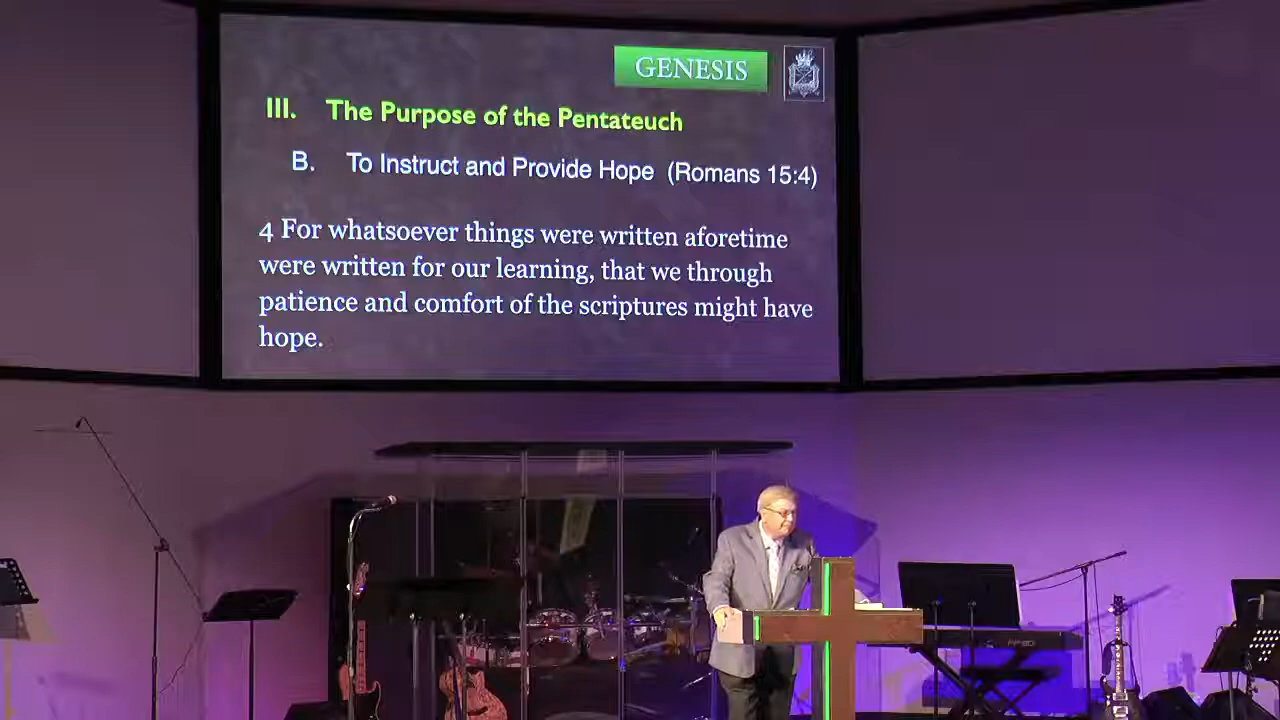 GENESIS
III. The Purpose of the Pentateuch
B. To Instruct and Provide Hope (Romans 15:4)
4 For whatsoever things were written aforetime
were written for our learning, that we through
patience and comfort of the scriptures might have
hope.